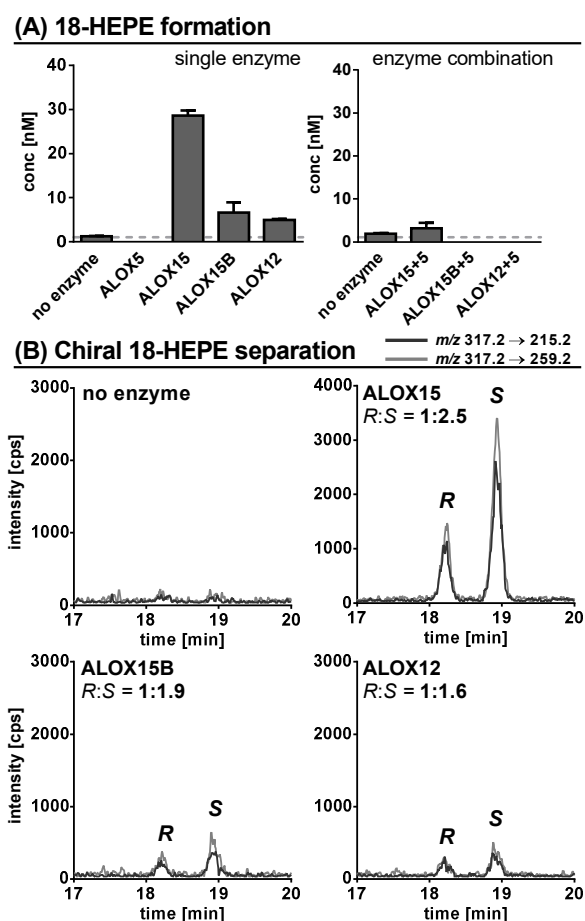 (A) 18-HEPE formation
single enzyme
enzyme combination
conc [nM]
40
30
20
10
0
no enzyme
ALOX5
ALOX15
ALOX15B
ALOX12
conc [nM]
40
30
20
10
0
no enzyme
ALOX15+5
ALOX15B+5
ALOX12+5
m/z 317.2 → 215.2
m/z 317.2 → 259.2
(B) Chiral 18-HEPE separation
no enzyme
intensity [cps]
3000
2000
1000
0
17 18 19 20
time [min]
ALOX15
R:S = 1:2.5
R
S
4000
3000
2000
1000
0
17 18 19 20
time [min]
ALOX15B
R:S = 1:1.9
R
S
intensity [cps]
3000
2000
1000
0
17 18 19 20
time [min]
ALOX12
R:S = 1:1.6
R
S
3000
2000
1000
0
17 18 19 20
time [min]